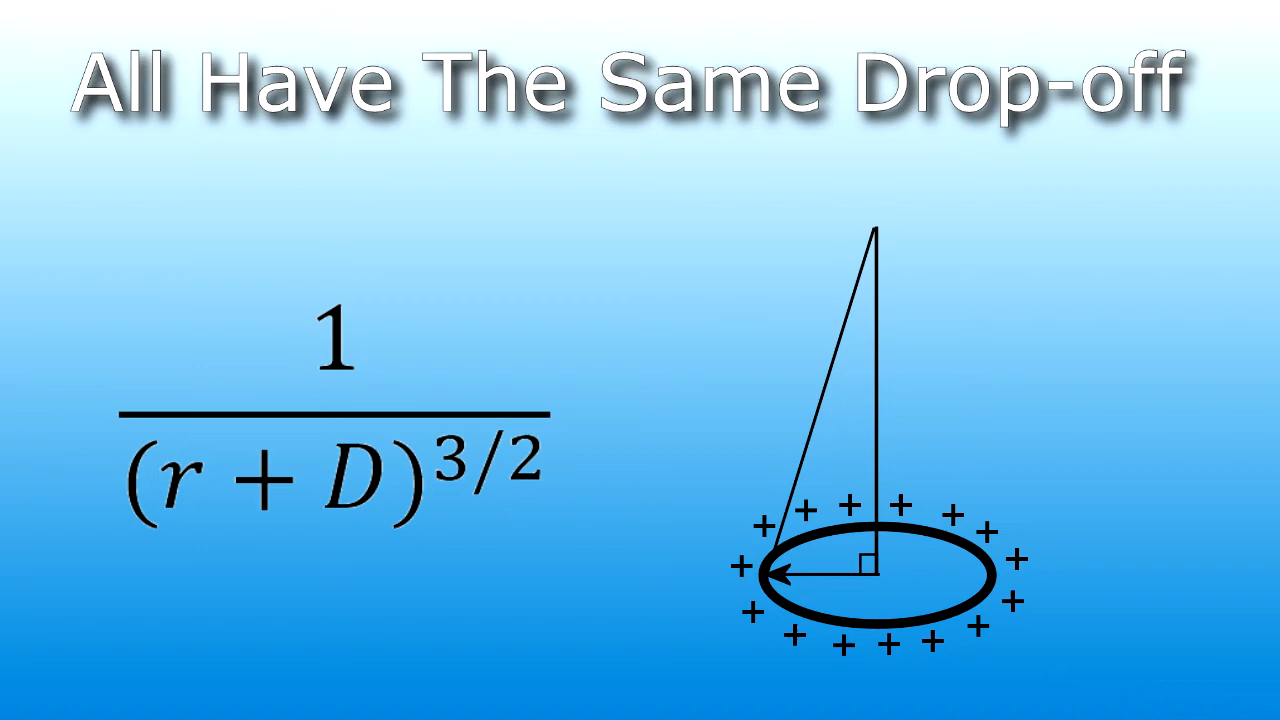 All Have The Same Drop-off
1
(r + D)^{3/2}
+ + + + + + + + + + + + + + + +